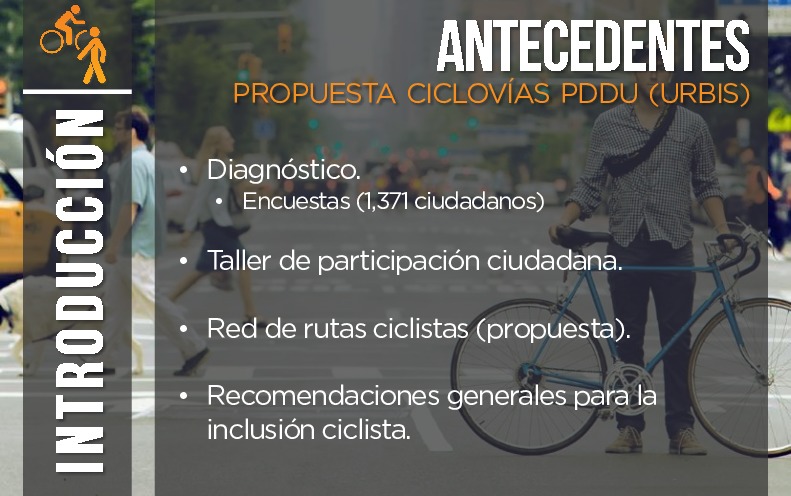 INTRODUCCIÓN
ANTECEDENTES
PROPUESTA CICLOVÍAS PDDU (URBIS)
• Diagnóstico.
• Encuestas (1,371 ciudadanos)
• Taller de participación ciudadana.
• Red de rutas ciclistas (propuesta).
• Recomendaciones generales para la
inclusión ciclista.